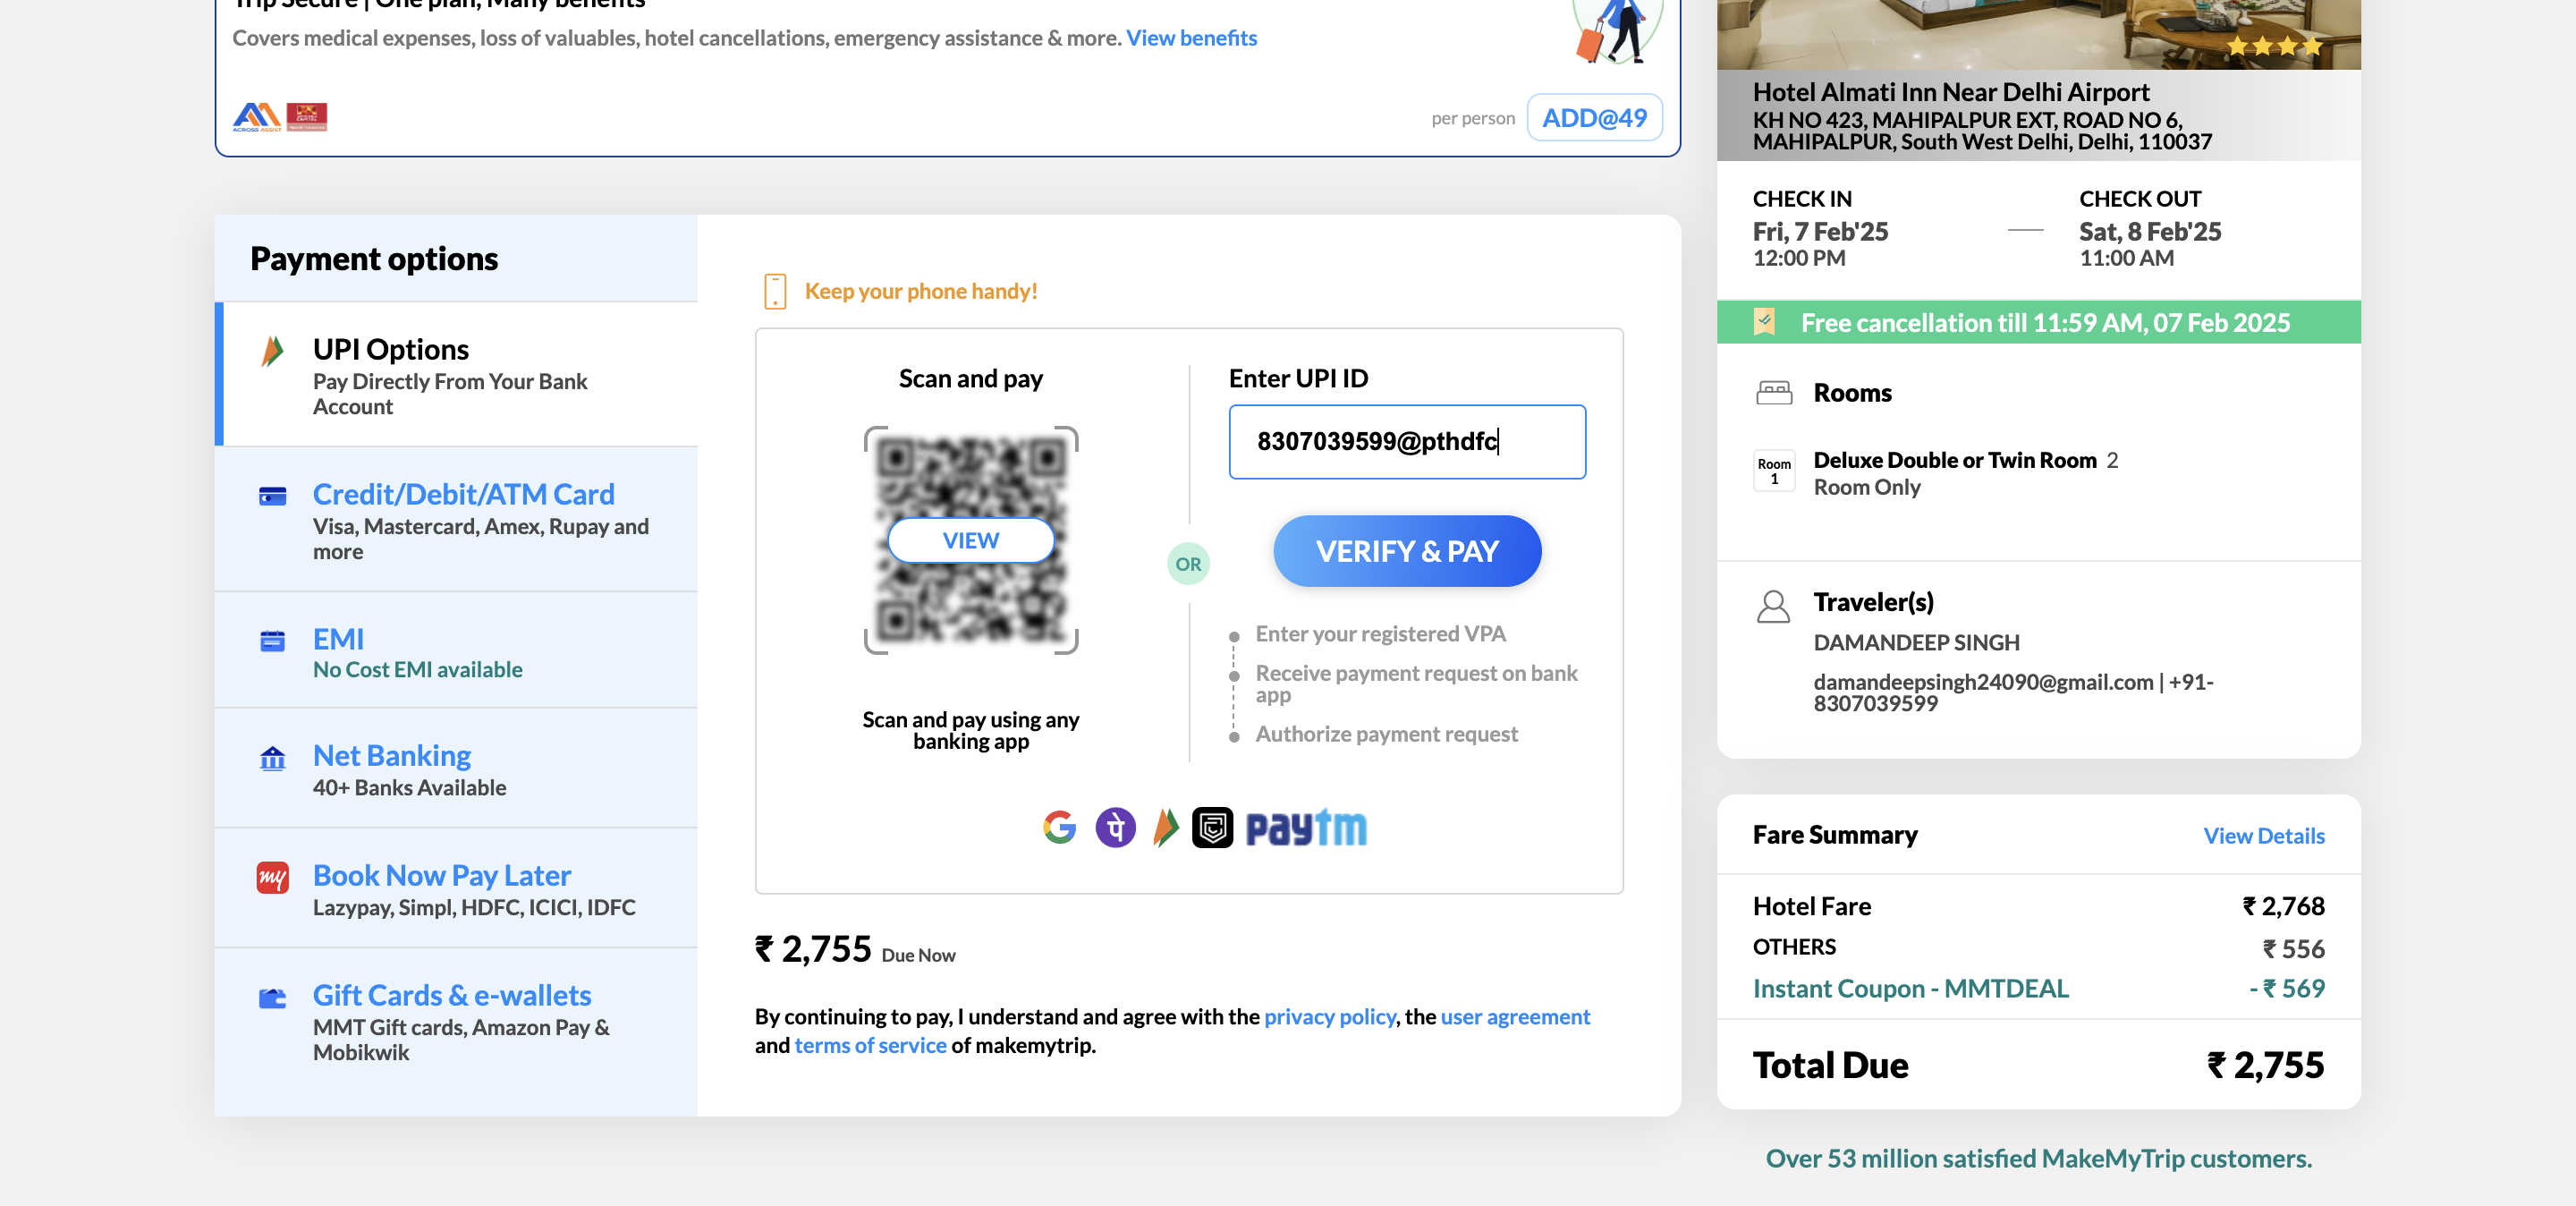 Trip Secure | One plan, Many benefits
Covers medical expenses, loss of valuables, hotel cancellations, emergency assistance & more. View benefits
ACROSS ASSIST
per person
ADD@49
Payment options
UPI Options
Pay Directly From Your Bank
Account
Credit/Debit/ATM Card
Visa, Mastercard, Amex, Rupay and
more
EMI
No Cost EMI available
Net Banking
40+ Banks Available
my
Book Now Pay Later
Lazypay, Simpl, HDFC, ICICI, IDFC
Gift Cards & e-wallets
MMT Gift cards, Amazon Pay &
Mobikwik
Keep your phone handy!
Scan and pay
VIEW
Scan and pay using any
banking app
OR
Enter UPI ID
8307039599@pthdfc
VERIFY & PAY
Enter your registered VPA
Receive payment request on bank
app
Authorize payment request
G
पे
paytm
₹ 2,755 Due Now
By continuing to pay, I understand and agree with the privacy policy, the user agreement
and terms of service of makemytrip.
Hotel Almati Inn Near Delhi Airport
KH NO 423, MAHIPALPUR EXT, ROAD NO 6,
MAHIPALPUR, South West Delhi, Delhi, 110037
CHECK IN
Fri, 7 Feb'25
12:00 PM
CHECK OUT
Sat, 8 Feb'25
11:00 AM
Free cancellation till 11:59 AM, 07 Feb 2025
Rooms
Room
1
Deluxe Double or Twin Room 2
Room Only
Traveler(s)
DAMANDEEP SINGH
damandeepsingh24090@gmail.com | +91-
8307039599
Fare Summary
View Details
Hotel Fare ₹ 2,768
OTHERS ₹ 556
Instant Coupon - MMTDEAL - ₹ 569
Total Due ₹ 2,755
Over 53 million satisfied MakeMyTrip customers.